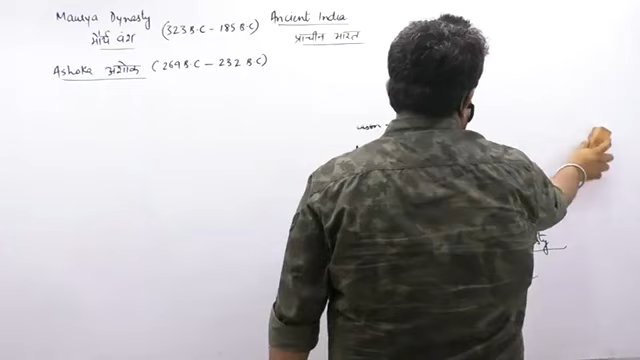 Maurya Dynasty (323 B.C - 185 B.C) Ancient India
मौर्य वंश प्राचीन भारत
Ashoka अशोक (269 B.C - 232 B.C)